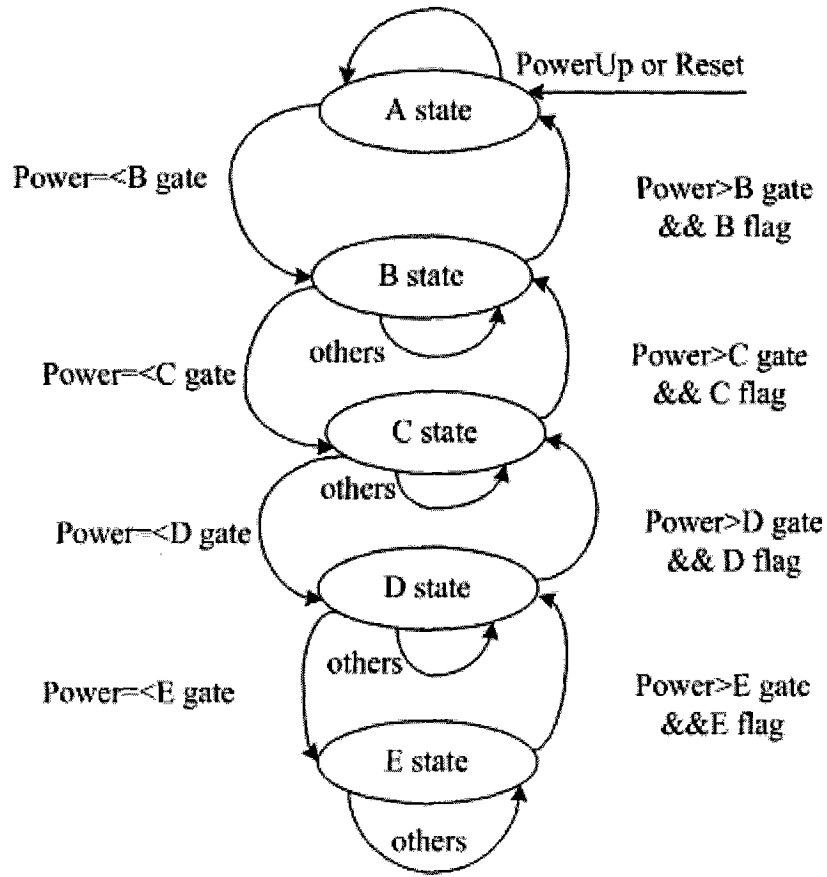 PowerUp or Reset
A state
Power=<B gate
Power>B gate
&& B flag
B state
others
Power=<C gate
Power>C gate
&& C flag
C state
others
Power=<D gate
Power>D gate
&& D flag
D state
others
Power=<E gate
Power>E gate
&&E flag
E state
others